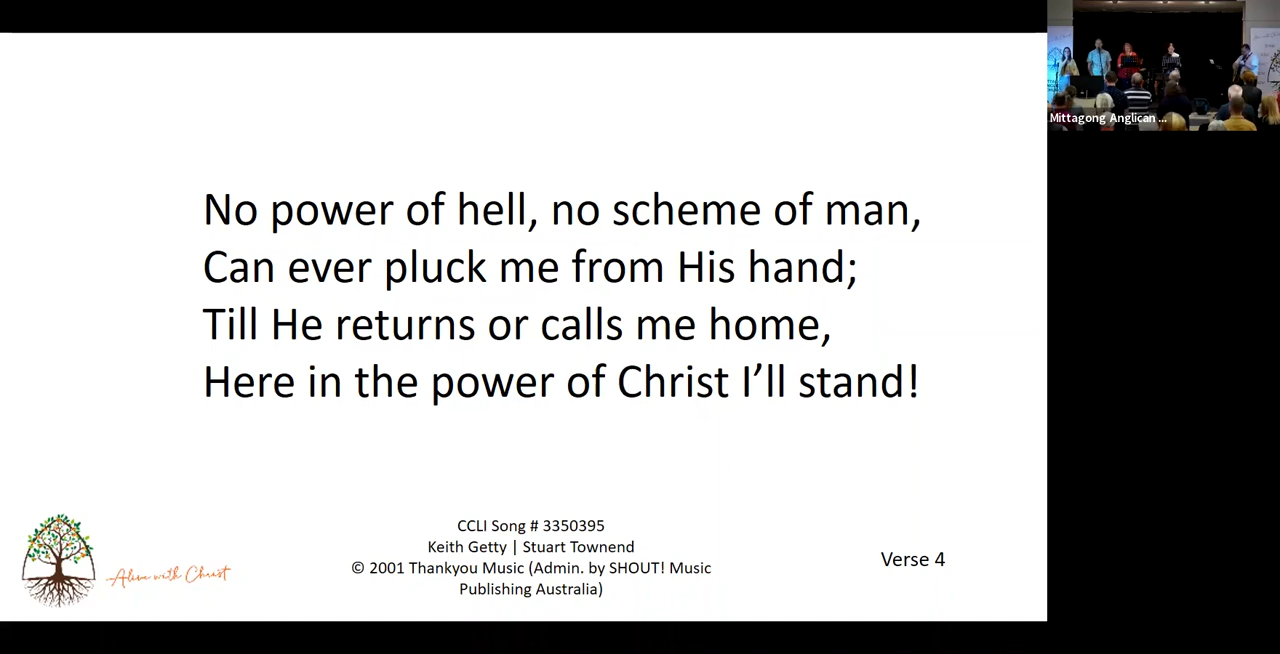 No power of hell, no scheme of man,
Can ever pluck me from His hand;
Till He returns or calls me home,
Here in the power of Christ I’ll stand!
CCLI Song # 3350395
Keith Getty | Stuart Townend
© 2001 Thankyou Music (Admin. by SHOUT! Music
Publishing Australia)
Verse 4
Alive with Christ
Mittagong Anglican ...